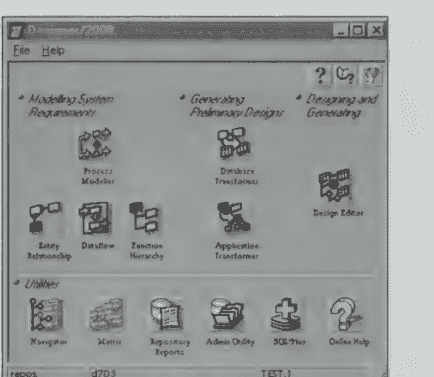 Designer/2000
File Help
Modelling System
Requirements
Generating
Preliminary Designs
Designing and
Generating
Process
Modeller
Database
Transformer
Design Editor
Entity
Relationship
Dataflow
Function
Hierarchy
Application
Transformer
Utilities
Navigator
Matrix
Repository
Reports
Admin Utility
SQL*Plus
Online Help
repos
d703
TEST.1